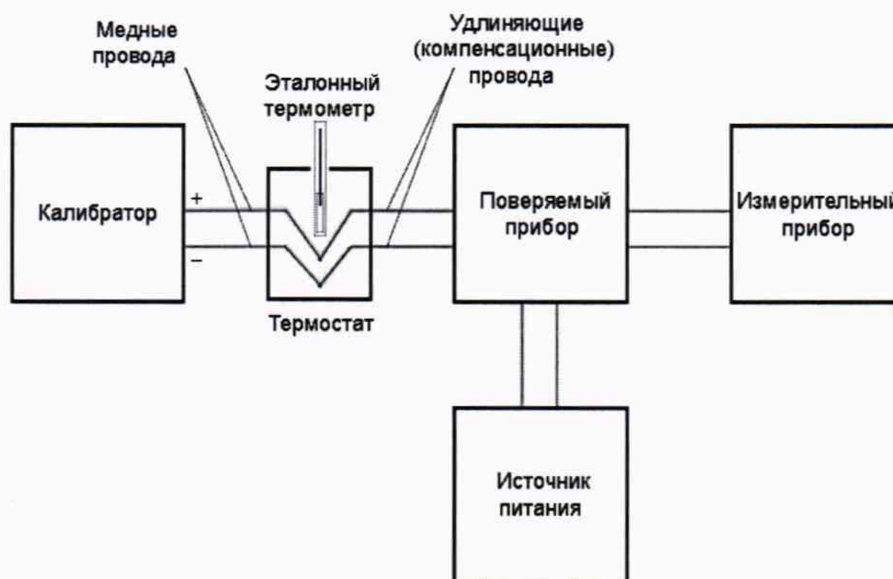 Медные
провода
Удлиняющие
(компенсационные)
провода
Эталонный
термометр
Калибратор
+
–
Термостат
Поверяемый
прибор
Измерительный
прибор
Источник
питания